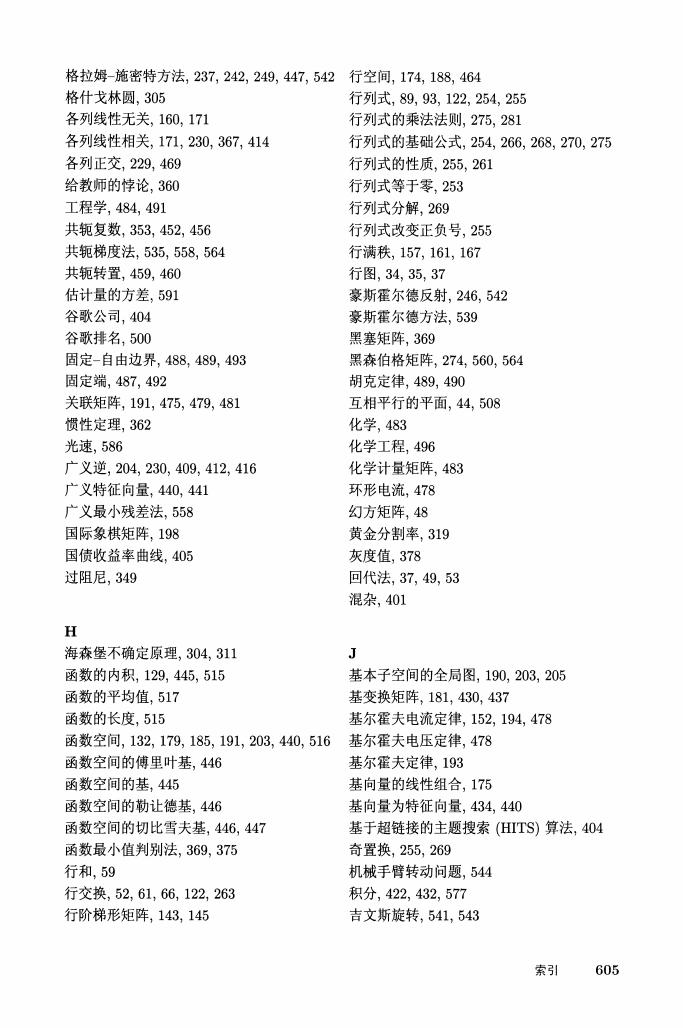 格拉姆–施密特方法, 237, 242, 249, 447, 542
格什戈林圆, 305
各列线性无关, 160, 171
各列线性相关, 171, 230, 367, 414
各列正交, 229, 469
给教师的悖论, 360
工程学, 484, 491
共轭复数, 353, 452, 456
共轭梯度法, 535, 558, 564
共轭转置, 459, 460
估计量的方差, 591
谷歌公司, 404
谷歌排名, 500
固定–自由边界, 488, 489, 493
固定端, 487, 492
关联矩阵, 191, 475, 479, 481
惯性定理, 362
光速, 586
广义逆, 204, 230, 409, 412, 416
广义特征向量, 440, 441
广义最小残差法, 558
国际象棋矩阵, 198
国债收益率曲线, 405
过阻尼, 349
H
海森堡不确定原理, 304, 311
函数的内积, 129, 445, 515
函数的平均值, 517
函数的长度, 515
函数空间, 132, 179, 185, 191, 203, 440, 516
函数空间的傅里叶基, 446
函数空间的基, 445
函数空间的勒让德基, 446
函数空间的切比雪夫基, 446, 447
函数最小值判别法, 369, 375
行和, 59
行交换, 52, 61, 66, 122, 263
行阶梯形矩阵, 143, 145
行空间, 174, 188, 464
行列式, 89, 93, 122, 254, 255
行列式的乘法法则, 275, 281
行列式的基础公式, 254, 266, 268, 270, 275
行列式的性质, 255, 261
行列式等于零, 253
行列式分解, 269
行列式改变正负号, 255
行满秩, 157, 161, 167
行图, 34, 35, 37
豪斯霍尔德反射, 246, 542
豪斯霍尔德方法, 539
黑塞矩阵, 369
黑森伯格矩阵, 274, 560, 564
胡克定律, 489, 490
互相平行的平面, 44, 508
化学, 483
化学工程, 496
化学计量矩阵, 483
环形电流, 478
幻方矩阵, 48
黄金分割率, 319
灰度值, 378
回代法, 37, 49, 53
混杂, 401
J
基本子空间的全局图, 190, 203, 205
基变换矩阵, 181, 430, 437
基尔霍夫电流定律, 152, 194, 478
基尔霍夫电压定律, 478
基尔霍夫定律, 193
基向量的线性组合, 175
基向量为特征向量, 434, 440
基于超链接的主题搜索 (HITS) 算法, 404
奇置换, 255, 269
机械手臂转动问题, 544
积分, 422, 432, 577
吉文斯旋转, 541, 543
索引 605